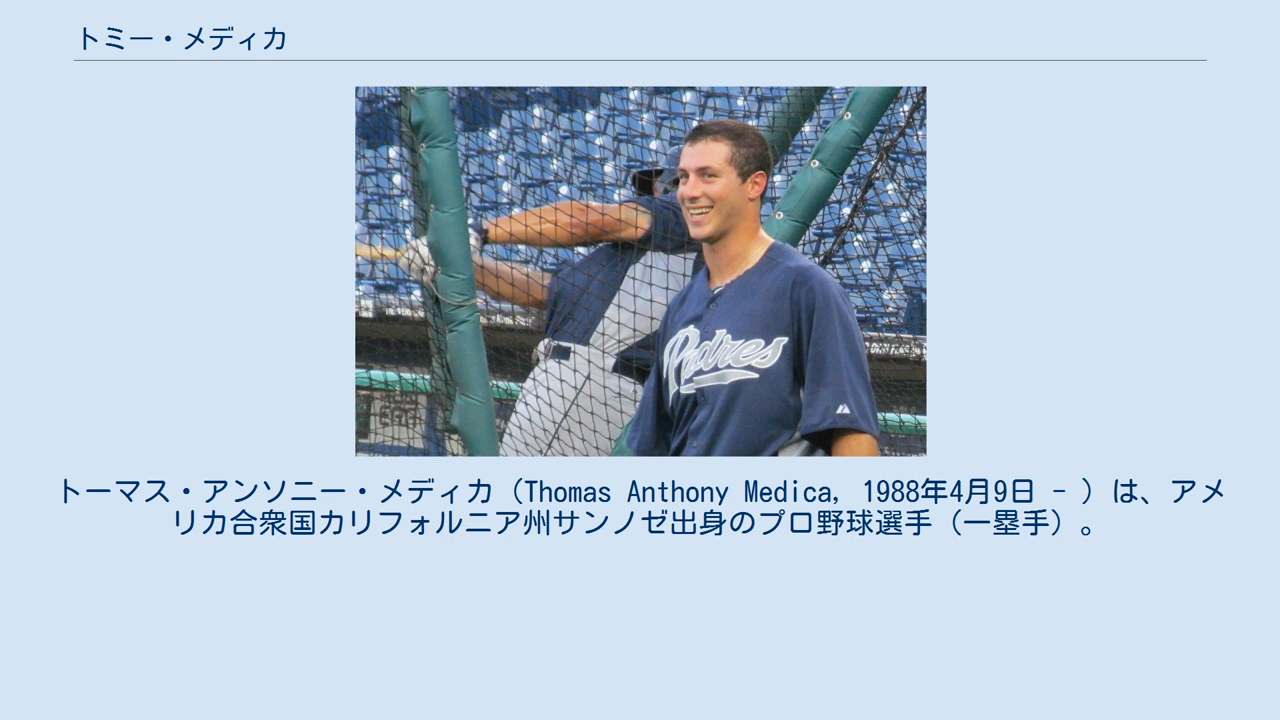 トミー・メディカ
Padres
トーマス・アンソニー・メディカ（Thomas Anthony Medica, 1988年4月9日 - ）は、アメ
リカ合衆国カリフォルニア州サンノゼ出身のプロ野球選手（一塁手）。